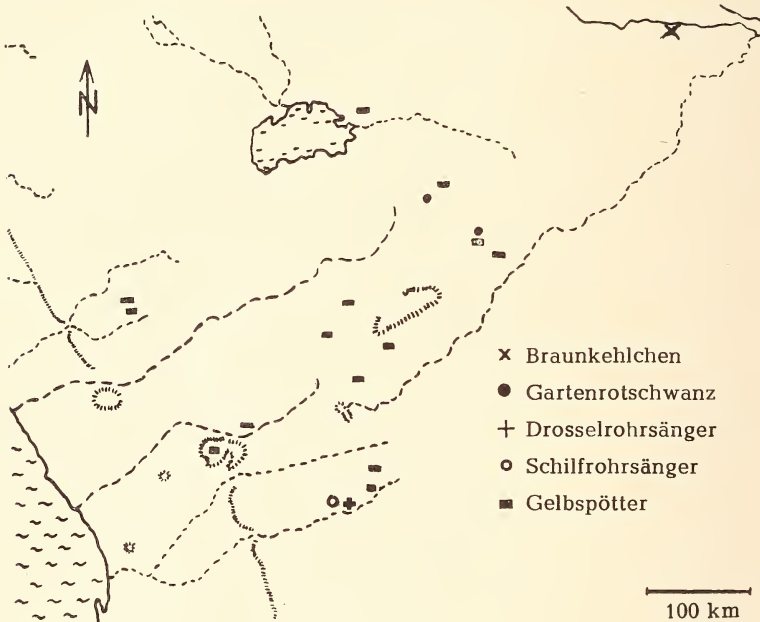 N
Braunkehlchen
Gartenrotschwanz
Drosselrohrsänger
Schilfrohrsänger
Gelbspötter
100 km